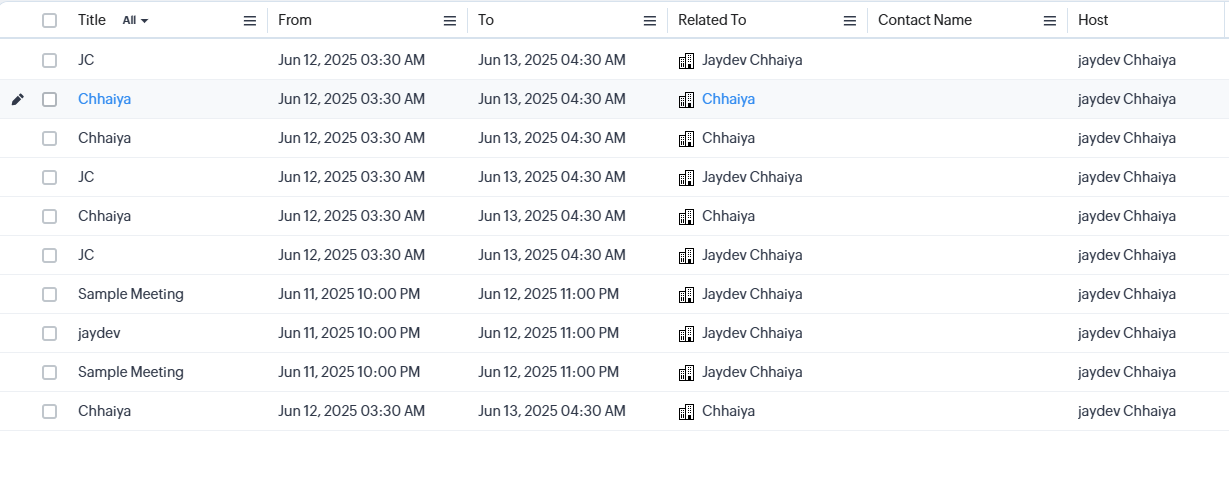 Title All From To Related To Contact Name Host
JC Jun 12, 2025 03:30 AM Jun 13, 2025 04:30 AM Jaydev Chhaiya jaydev Chhaiya
Chhaiya Jun 12, 2025 03:30 AM Jun 13, 2025 04:30 AM Chhaiya jaydev Chhaiya
Chhaiya Jun 12, 2025 03:30 AM Jun 13, 2025 04:30 AM Chhaiya jaydev Chhaiya
JC Jun 12, 2025 03:30 AM Jun 13, 2025 04:30 AM Jaydev Chhaiya jaydev Chhaiya
Chhaiya Jun 12, 2025 03:30 AM Jun 13, 2025 04:30 AM Chhaiya jaydev Chhaiya
JC Jun 12, 2025 03:30 AM Jun 13, 2025 04:30 AM Jaydev Chhaiya jaydev Chhaiya
Sample Meeting Jun 11, 2025 10:00 PM Jun 12, 2025 11:00 PM Jaydev Chhaiya jaydev Chhaiya
jaydev Jun 11, 2025 10:00 PM Jun 12, 2025 11:00 PM Jaydev Chhaiya jaydev Chhaiya
Sample Meeting Jun 11, 2025 10:00 PM Jun 12, 2025 11:00 PM Jaydev Chhaiya jaydev Chhaiya
Chhaiya Jun 12, 2025 03:30 AM Jun 13, 2025 04:30 AM Chhaiya jaydev Chhaiya